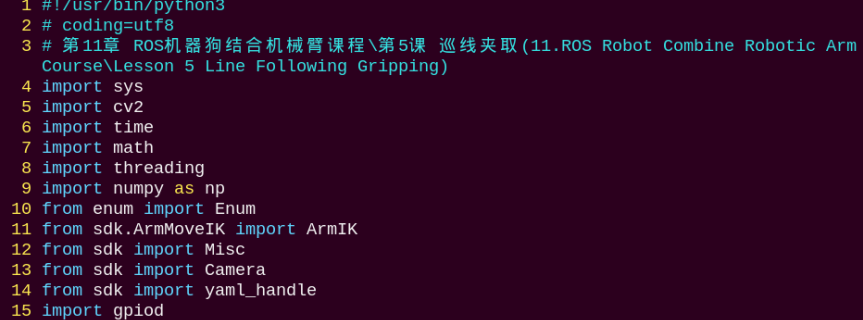 1 #!/usr/bin/python3
2 # coding=utf8
3 # 第11章 ROS机器狗结合机械臂课程\第5课 巡线夹取(11.ROS Robot Combine Robotic Arm
Course\Lesson 5 Line Following Gripping)
4 import sys
5 import cv2
6 import time
7 import math
8 import threading
9 import numpy as np
10 from enum import Enum
11 from sdk.ArmMoveIK import ArmIK
12 from sdk import Misc
13 from sdk import Camera
14 from sdk import yaml_handle
15 import gpiod